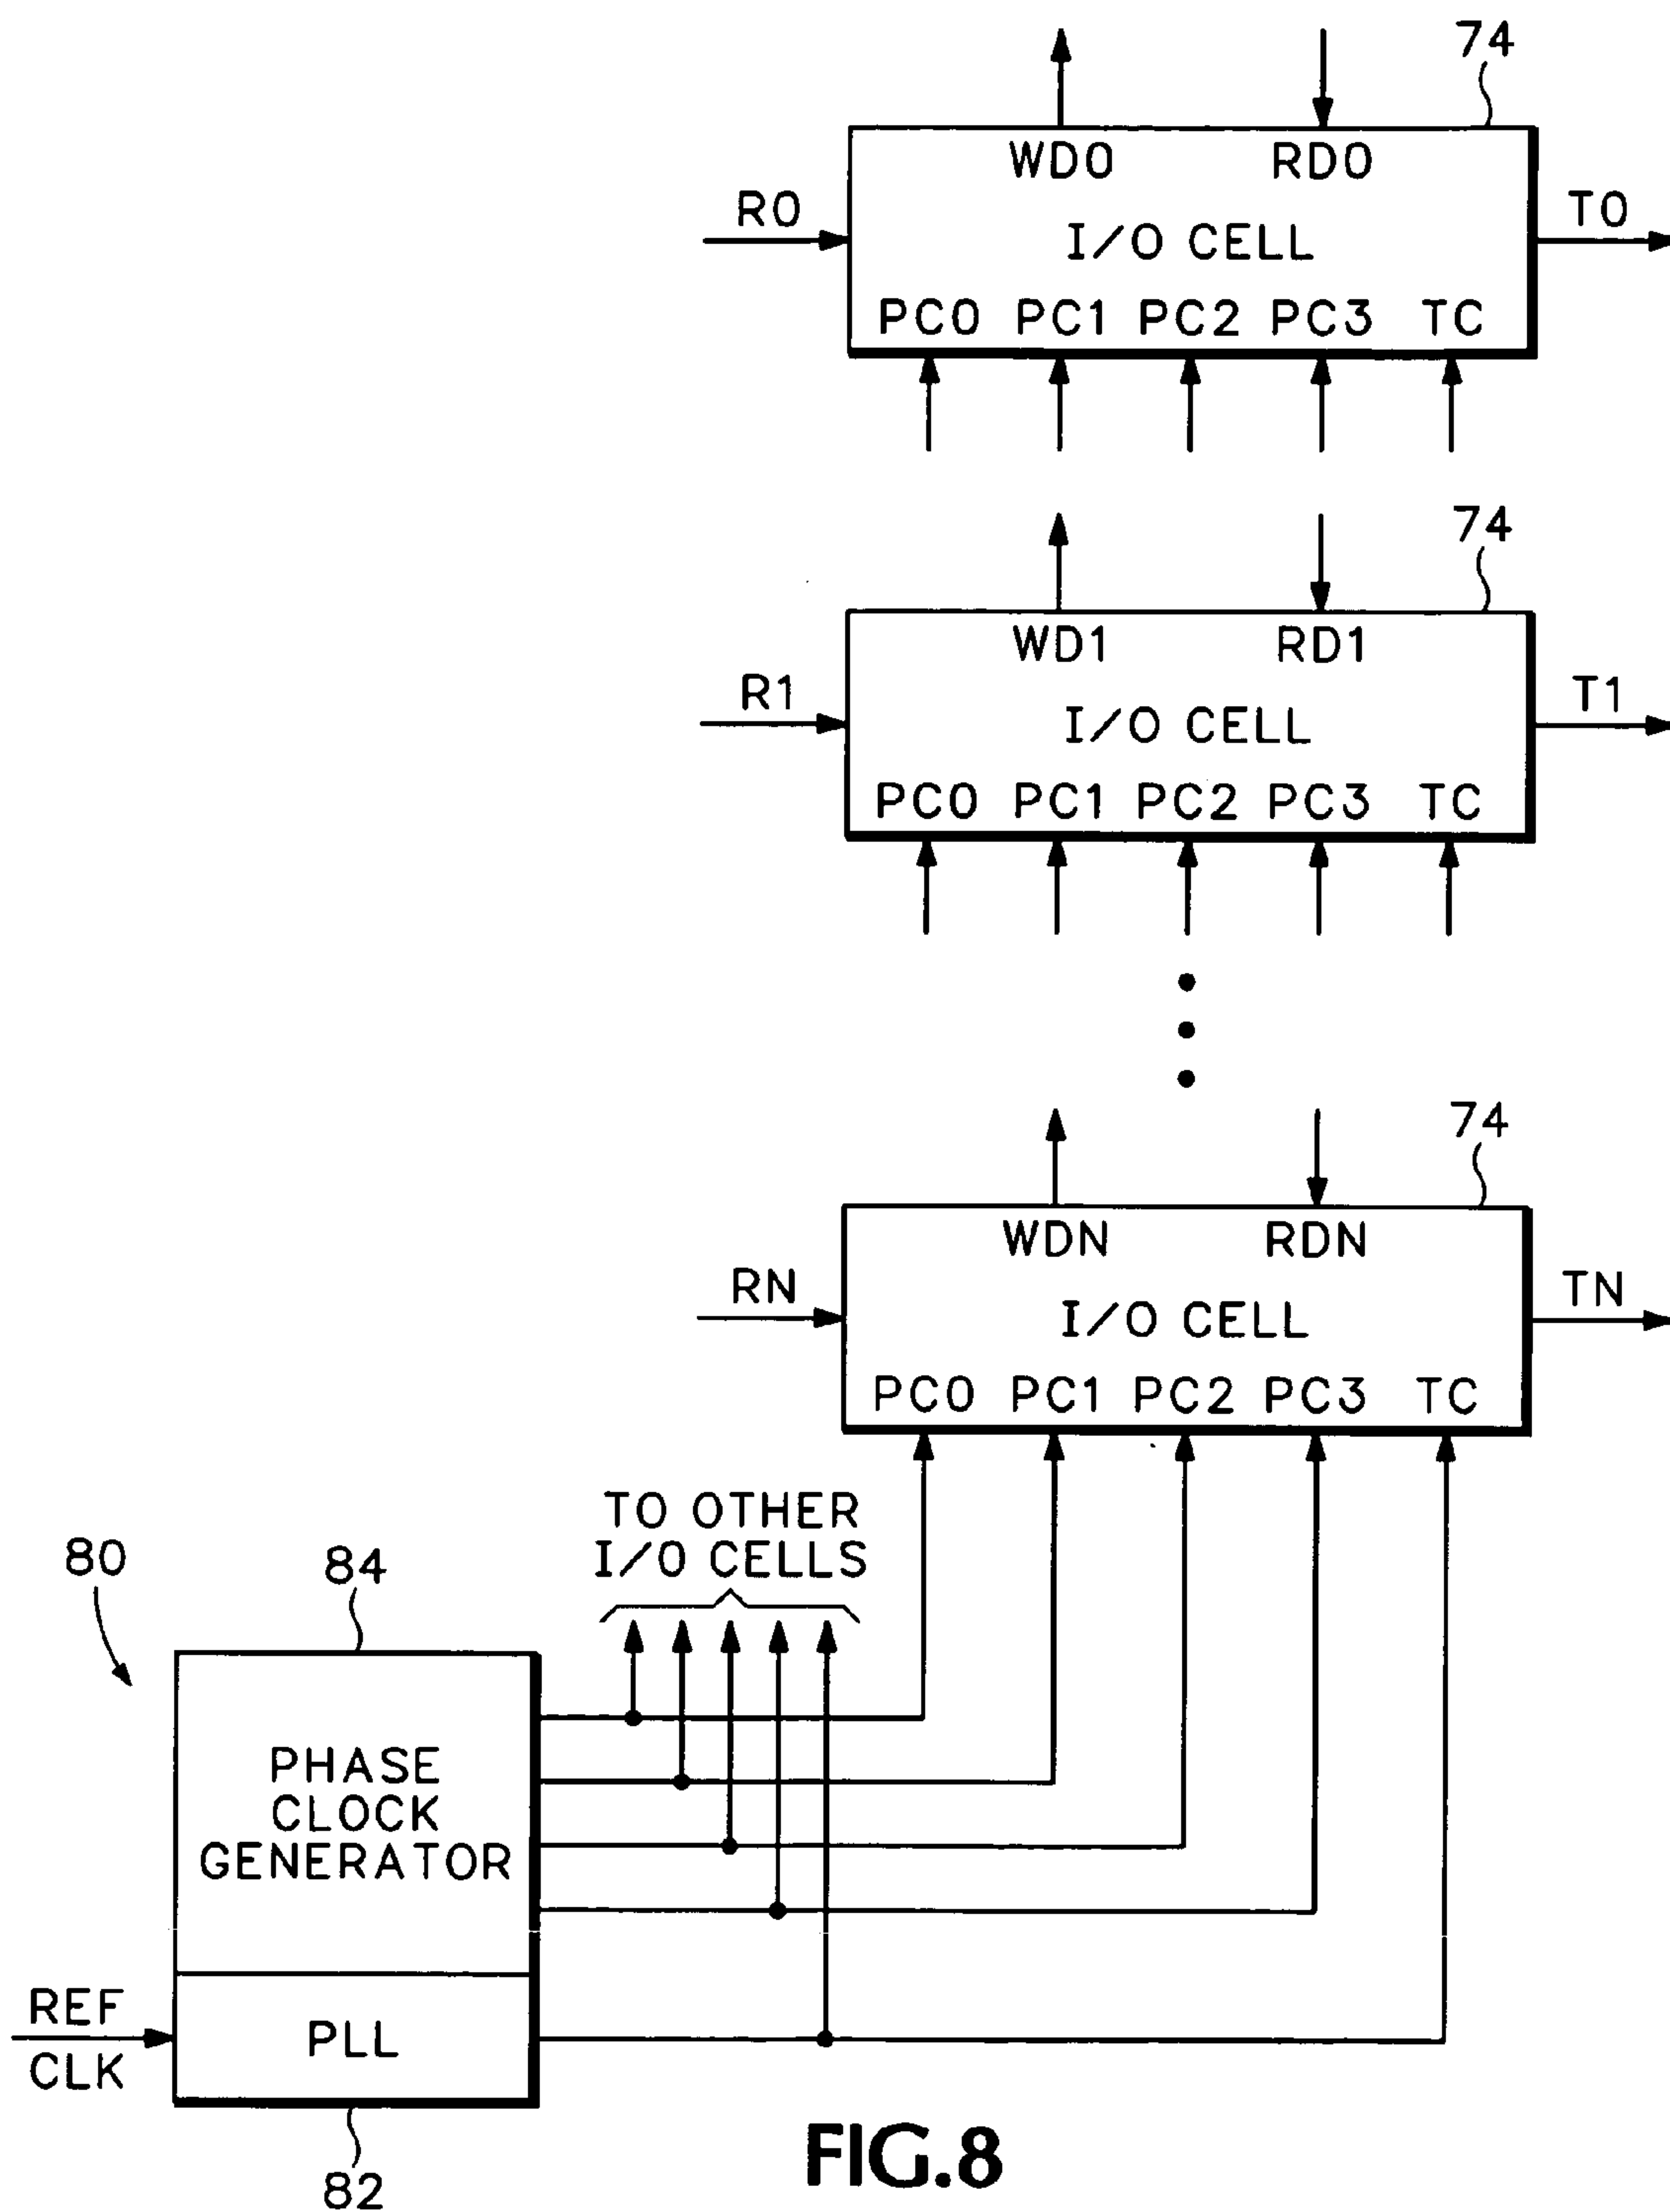 74
WD0 RD0
R0
T0
I/O CELL
PC0 PC1 PC2 PC3 TC
74
WD1 RD1
R1
T1
I/O CELL
PC0 PC1 PC2 PC3 TC
74
WDN RDN
RN
TN
I/O CELL
PC0 PC1 PC2 PC3 TC
TO OTHER
I/O CELLS
80
84
PHASE
CLOCK
GENERATOR
REF
CLK
PLL
82
FIG.8